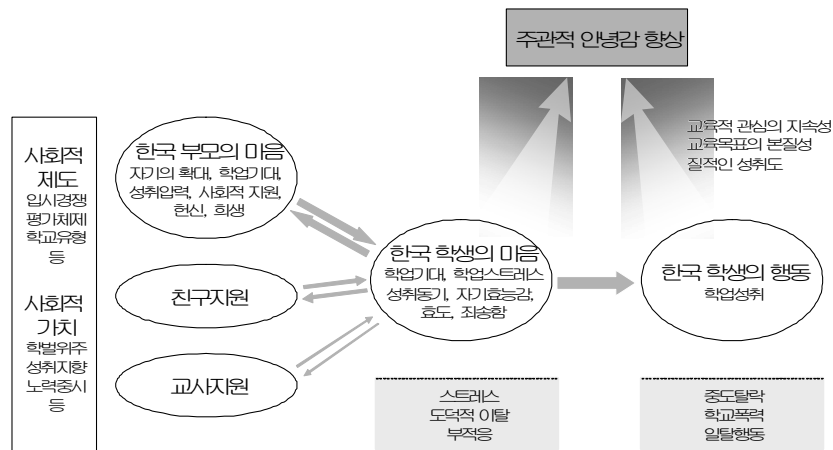 주관적 안녕감 향상
교육적 관심의 지속성
교육목표의 본질성
질적인 성취도
사회적
제도
입시경쟁
평가체제
학교유형
등
사회적
가치
학벌위주
성취지향
노력중시
등
한국 부모의 마음
자기의 확대, 학업기대,
성취압력, 사회적 지원,
헌신, 희생
친구지원
교사지원
한국 학생의 마음
학업기대, 학업스트레스
성취동기, 자기효능감,
효도, 죄송함
한국 학생의 행동
학업성취
스트레스
도덕적 이탈
부적응
중도탈락
학교폭력
일탈행동